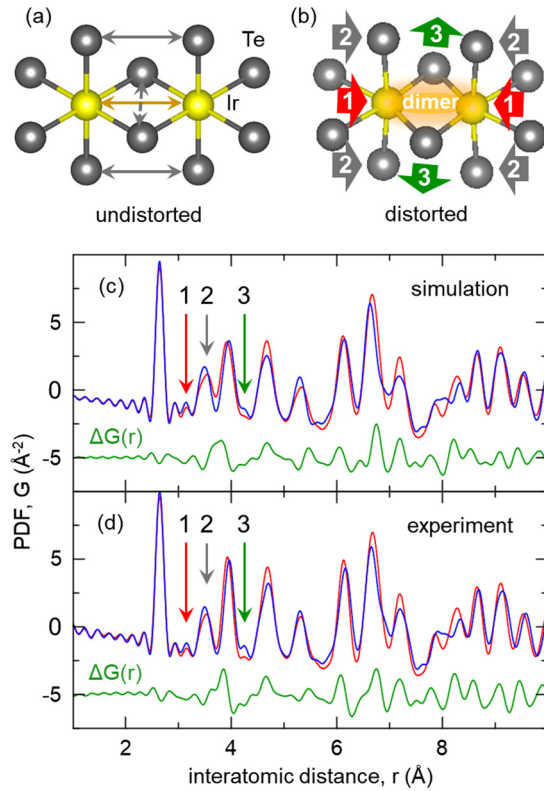 (a)
Te
Ir
undistorted
(b)
2 3 2
1 dimer 1
2 3 2
distorted
(c) 1 2 3 simulation
5
0
-5
ΔG(r)
PDF, G (Å⁻²)
(d) 1 2 3 experiment
5
0
-5
ΔG(r)
2 4 6 8
interatomic distance, r (Å)